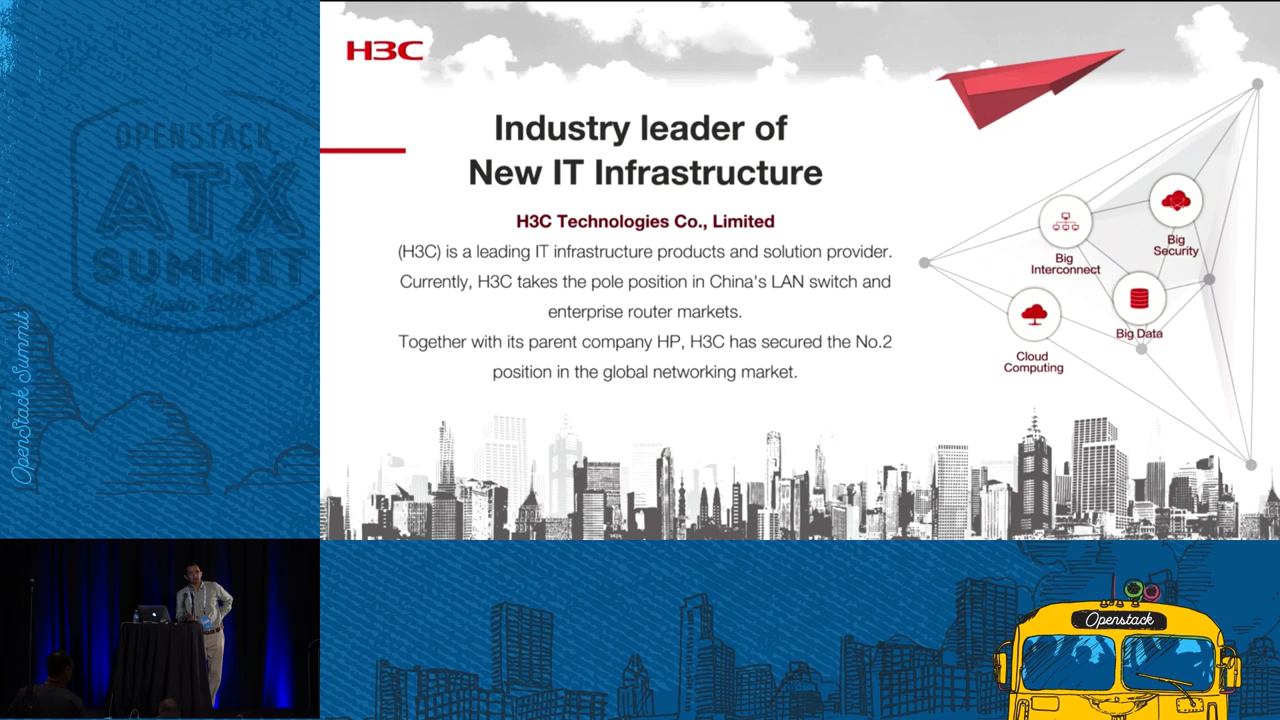 H3C
Industry leader of
New IT Infrastructure
H3C Technologies Co., Limited
(H3C) is a leading IT infrastructure products and solution provider.
Currently, H3C takes the pole position in China's LAN switch and
enterprise router markets.
Together with its parent company HP, H3C has secured the No.2
position in the global networking market.
Big
Interconnect
Big
Security
Big Data
Cloud
Computing
OPENSTACK
ATX
SUMMIT
OpenStack Summit
Openstack